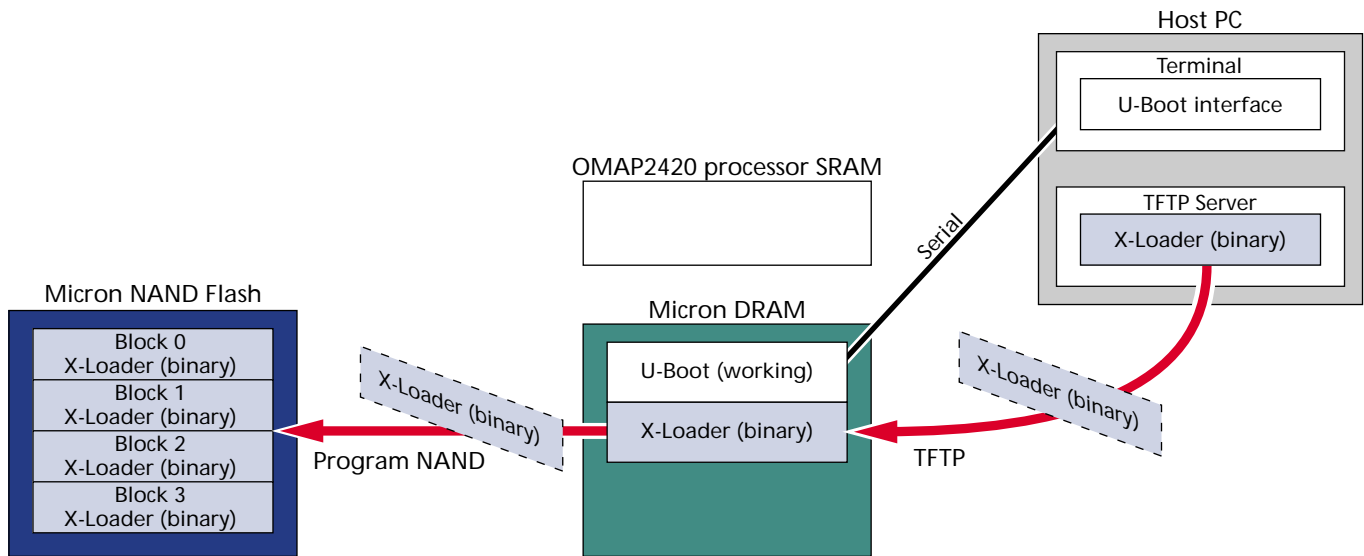 Host PC
Terminal
U-Boot interface
OMAP2420 processor SRAM
Serial
TFTP Server
X-Loader (binary)
Micron NAND Flash
Block 0
X-Loader (binary)
Block 1
X-Loader (binary)
Block 2
X-Loader (binary)
Block 3
X-Loader (binary)
X-Loader (binary)
Program NAND
Micron DRAM
U-Boot (working)
X-Loader (binary)
X-Loader (binary)
TFTP